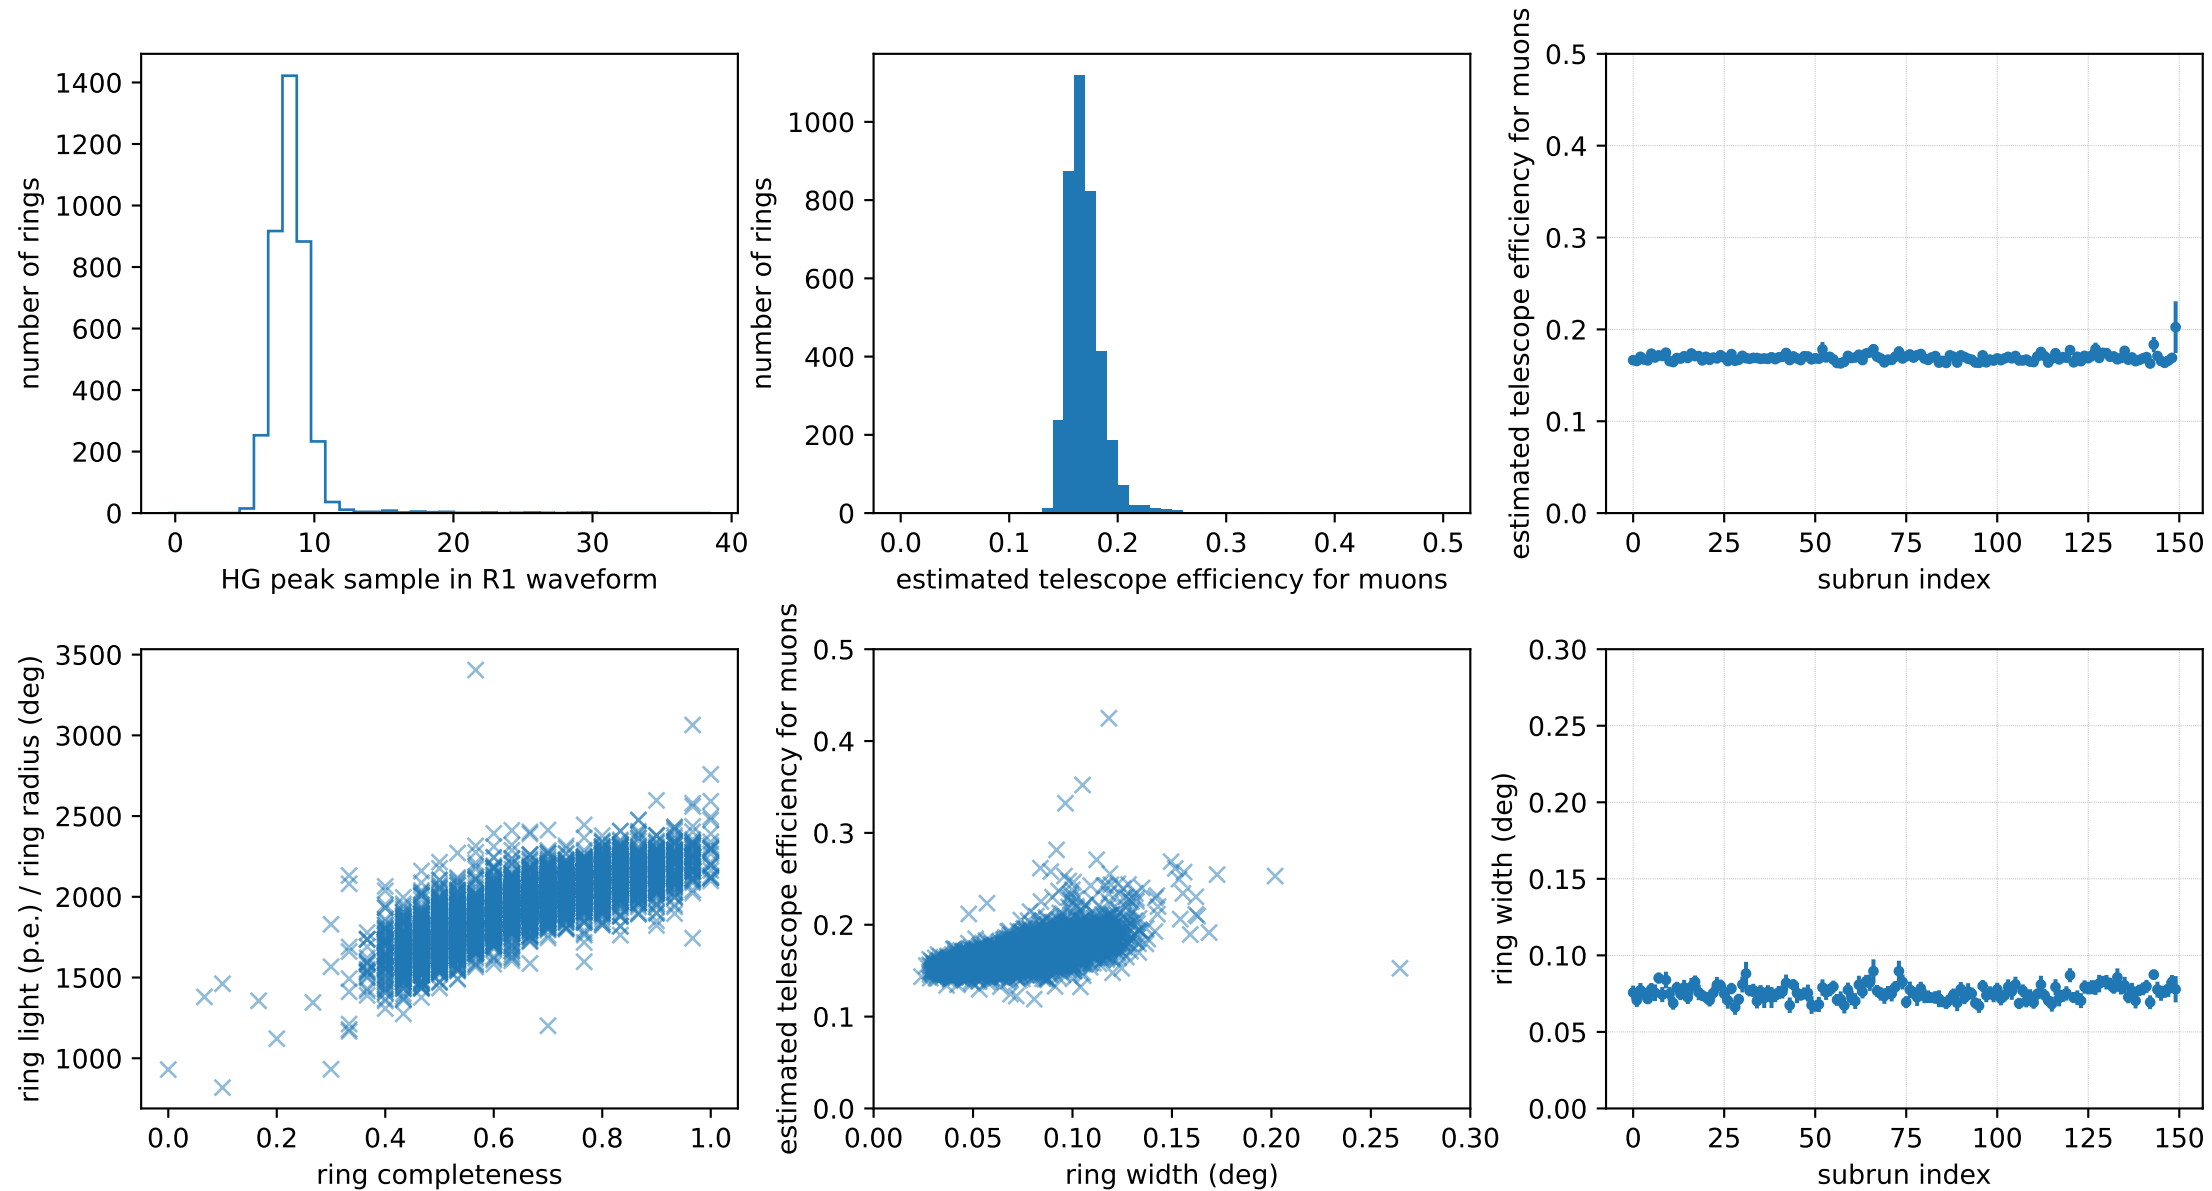 number of rings
1400
1200
1000
800
600
400
200
0
0 10 20 30 40
HG peak sample in R1 waveform
number of rings
1000
800
600
400
200
0
0.0 0.1 0.2 0.3 0.4 0.5
estimated telescope efficiency for muons
estimated telescope efficiency for muons
0.5
0.4
0.3
0.2
0.1
0.0
0 25 50 75 100 125 150
subrun index
ring light (p.e.) / ring radius (deg)
3500
3000
2500
2000
1500
1000
0.0 0.2 0.4 0.6 0.8 1.0
ring completeness
estimated telescope efficiency for muons
0.5
0.4
0.3
0.2
0.1
0.0
0.00 0.05 0.10 0.15 0.20 0.25 0.30
ring width (deg)
ring width (deg)
0.30
0.25
0.20
0.15
0.10
0.05
0.00
0 25 50 75 100 125 150
subrun index